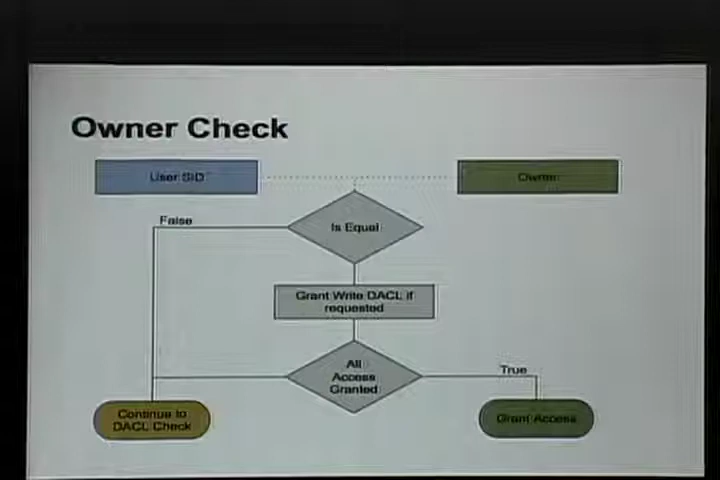 Owner Check
User SID
Owner
False
Is Equal
Grant Write DACL if
requested
All
Access
Granted
True
Continue to
DACL Check
Grant Access